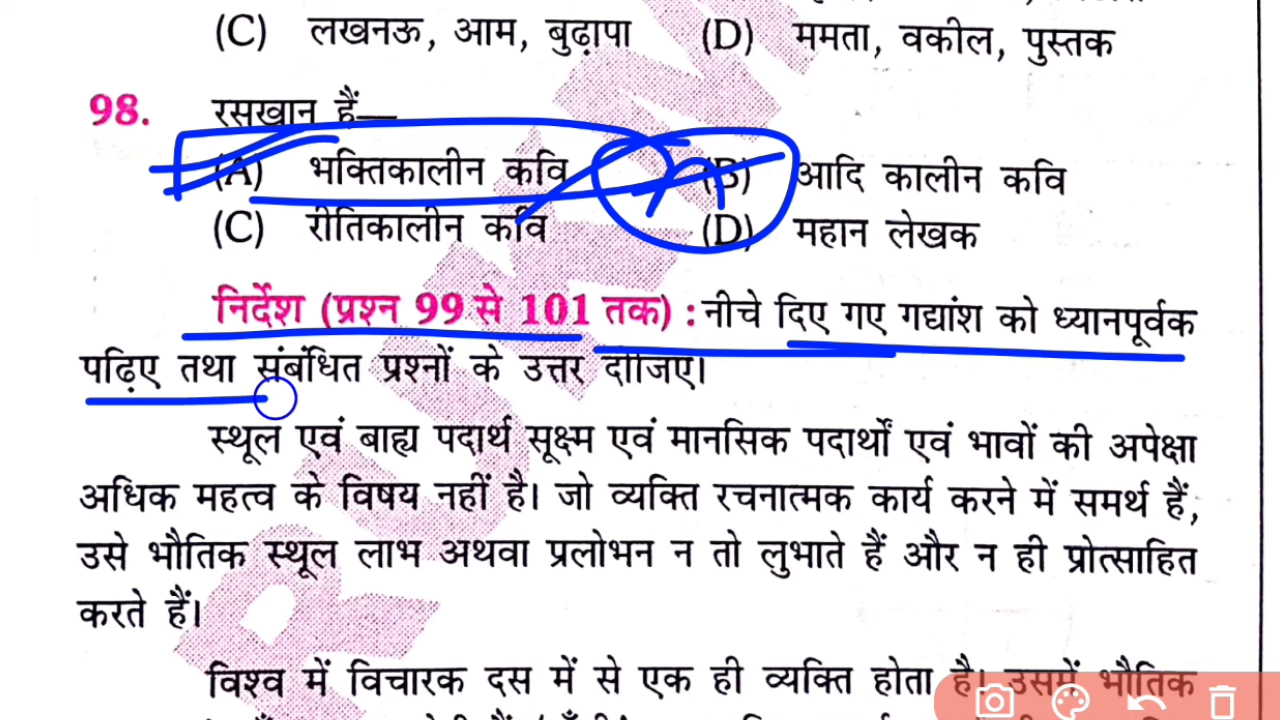 (C) लखनऊ, आम, बुढ़ापा (D) ममता, वकील, पुस्तक
98. रसखान हैं—
(A) भक्तिकालीन कवि (B) आदि कालीन कवि
(C) रीतिकालीन कवि (D) महान लेखक
निर्देश (प्रश्न 99 से 101 तक) : नीचे दिए गए गद्यांश को ध्यानपूर्वक
पढ़िए तथा संबंधित प्रश्नों के उत्तर दीजिए।
स्थूल एवं बाह्य पदार्थ सूक्ष्म एवं मानसिक पदार्थों एवं भावों की अपेक्षा
अधिक महत्व के विषय नहीं है। जो व्यक्ति रचनात्मक कार्य करने में समर्थ हैं,
उसे भौतिक स्थूल लाभ अथवा प्रलोभन न तो लुभाते हैं और न ही प्रोत्साहित
करते हैं।
विश्व में विचारक दस में से एक ही व्यक्ति होता है। उसमें भौतिक